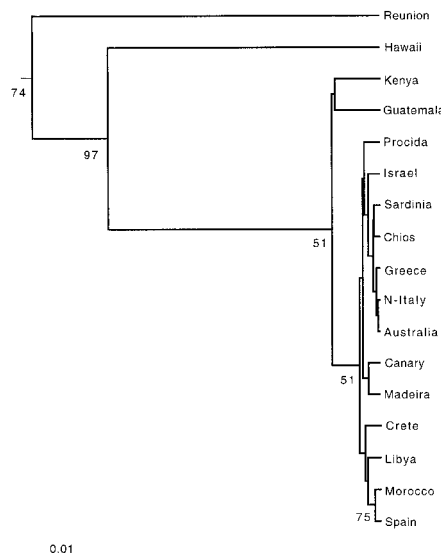 Reunion
74
Hawaii
97
Kenya
Guatemala
Procida
Israel
Sardinia
Chios
51
Greece
N-Italy
Australia
Canary
51
Madeira
Crete
Libya
Morocco
75
Spain
0.01